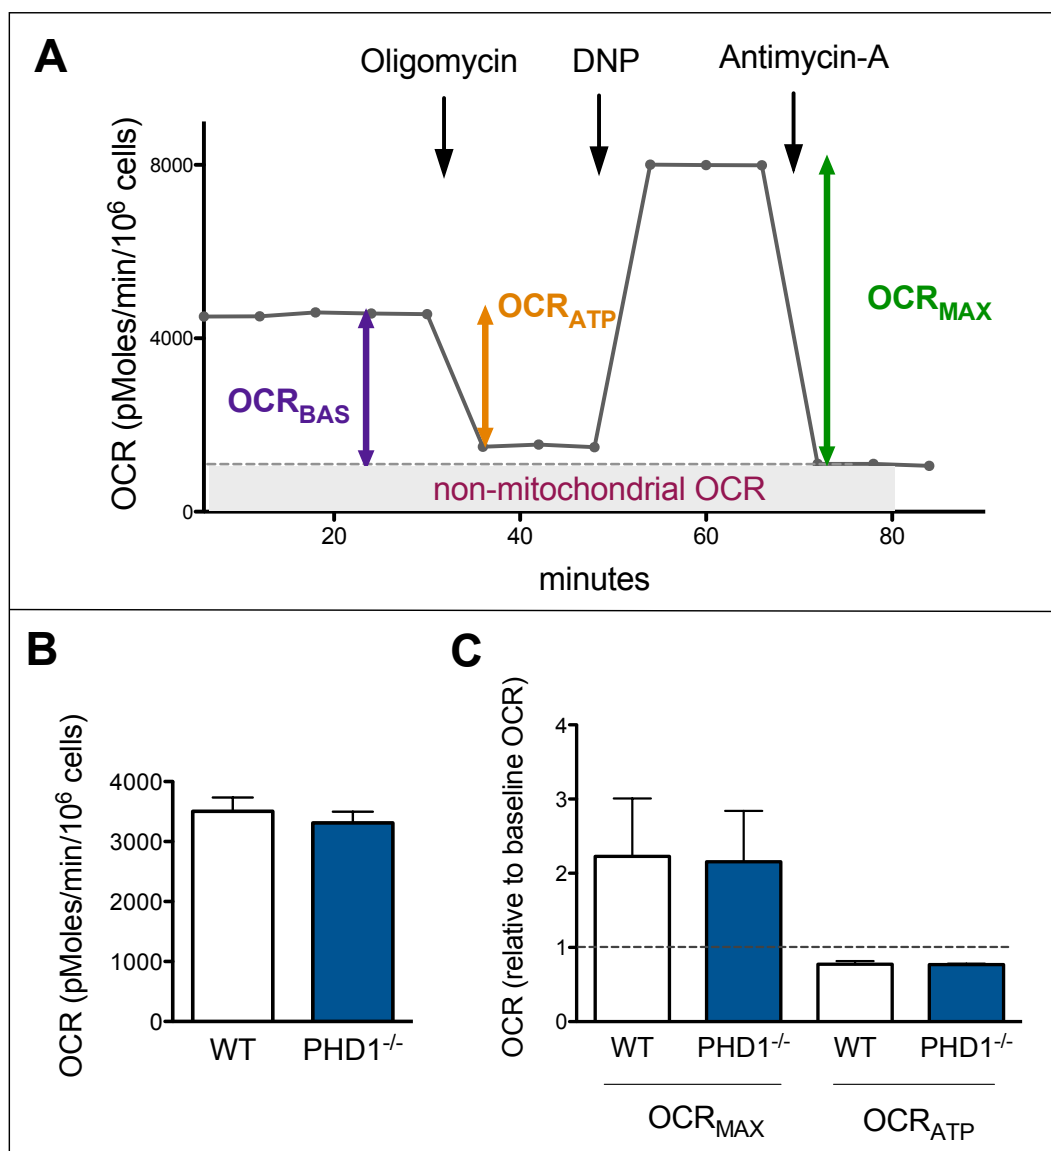 A
Oligomycin DNP Antimycin-A
OCR (pMoles/min/10⁶ cells)
8000
4000
0
OCR_BAS
OCR_ATP
OCR_MAX
non-mitochondrial OCR
20 40 60 80
minutes
B
OCR (pMoles/min/10⁶ cells)
4000
3000
2000
1000
0
WT PHD1⁻/⁻
C
OCR (relative to baseline OCR)
4
3
2
1
0
WT PHD1⁻/⁻ WT PHD1⁻/⁻
OCR_MAX OCR_ATP